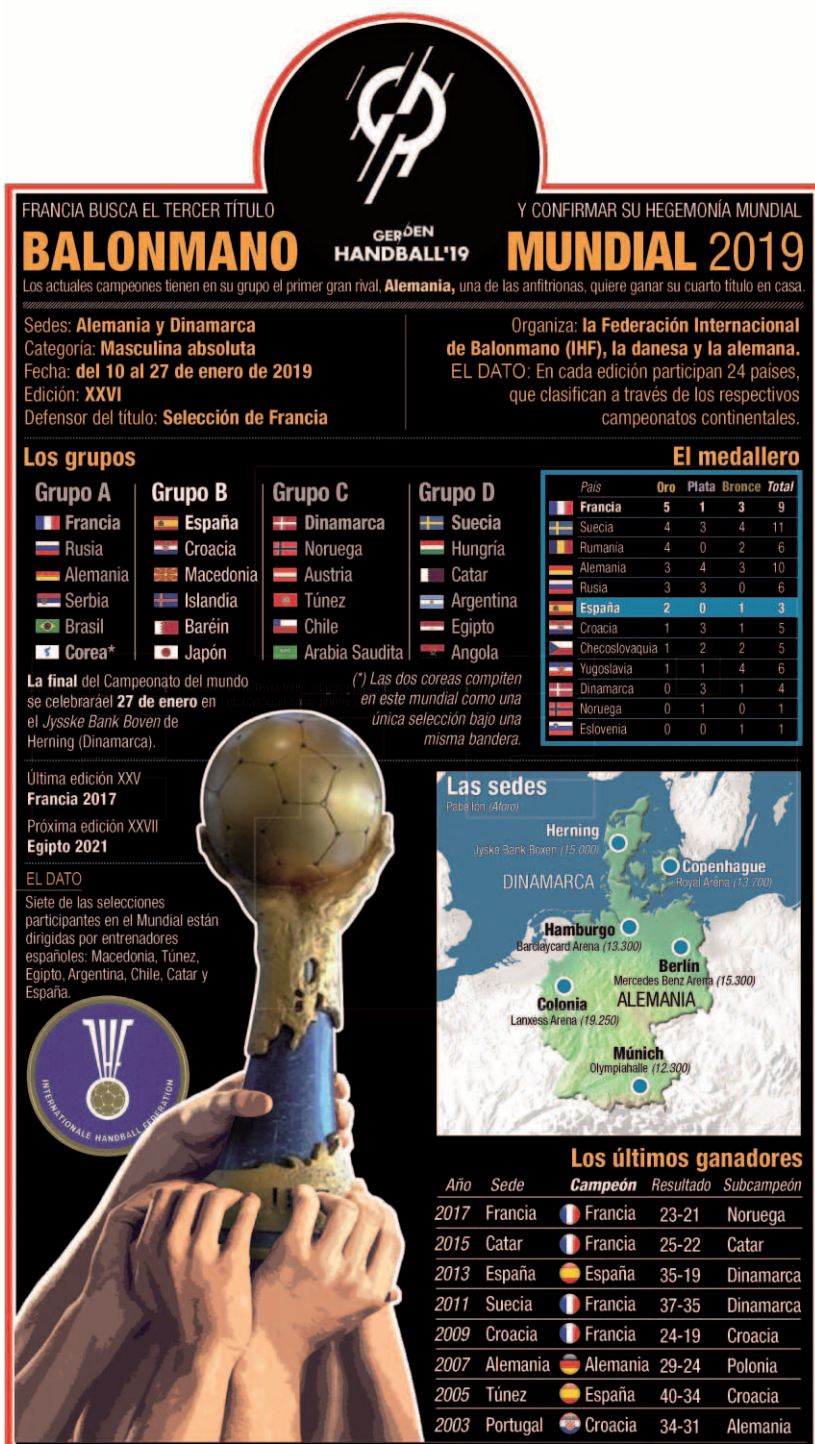 FRANCIA BUSCA EL TERCER TÍTULO
Y CONFIRMAR SU HEGEMONÍA MUNDIAL
GER/DEN
HANDBALL'19
BALONMANO
MUNDIAL 2019
Los actuales campeones tienen en su grupo el primer gran rival, Alemania, una de las anfitrionas, quiere ganar su cuarto título en casa.
Sedes: Alemania y Dinamarca
Categoría: Masculina absoluta
Fecha: del 10 al 27 de enero de 2019
Edición: XXVI
Defensor del título: Selección de Francia
Organiza: la Federación Internacional
de Balonmano (IHF), la danesa y la alemana.
EL DATO: En cada edición participan 24 países,
que clasifican a través de los respectivos
campeonatos continentales.
Los grupos
Grupo A
Francia
Rusia
Alemania
Serbia
Brasil
Corea*
Grupo B
España
Croacia
Macedonia
Islandia
Baréin
Japón
Grupo C
Dinamarca
Noruega
Austria
Túnez
Chile
Arabia Saudita
Grupo D
Suecia
Hungría
Catar
Argentina
Egipto
Angola
El medallero
País Oro Plata Bronce Total
Francia 5 1 3 9
Suecia 4 3 4 11
Rumanía 4 0 2 6
Alemania 3 4 3 10
Rusia 3 3 0 6
España 2 0 1 3
Croacia 1 3 1 5
Checoslovaquia 1 2 2 5
Yugoslavia 1 1 4 6
Dinamarca 0 3 1 4
Noruega 0 1 0 1
Eslovenia 0 0 1 1
La final del Campeonato del mundo
se celebraráel 27 de enero en
el Jysske Bank Boven de
Herning (Dinamarca).
(*) Las dos coreas compiten
en este mundial como una
única selección bajo una
misma bandera.
Última edición XXV
Francia 2017
Próxima edición XXVII
Egipto 2021
EL DATO
Siete de las selecciones
participantes en el Mundial están
dirigidas por entrenadores
españoles: Macedonia, Túnez,
Egipto, Argentina, Chile, Catar y
España.
IHF
INTERNATIONALE HANDBALL FEDERATION
Las sedes
Pabellón (Aforo)
Herning
Jyske Bank Boxen (15.000)
Copenhague
Royal Arena (13.700)
DINAMARCA
Hamburgo
Barclaycard Arena (13.300)
Berlín
Mercedes Benz Arena (15.300)
Colonia
Lanxess Arena (19.250)
ALEMANIA
Múnich
Olympiahalle (12.300)
Los últimos ganadores
Año Sede Campeón Resultado Subcampeón
2017 Francia Francia 23-21 Noruega
2015 Catar Francia 25-22 Catar
2013 España España 35-19 Dinamarca
2011 Suecia Francia 37-35 Dinamarca
2009 Croacia Francia 24-19 Croacia
2007 Alemania Alemania 29-24 Polonia
2005 Túnez España 40-34 Croacia
2003 Portugal Croacia 34-31 Alemania